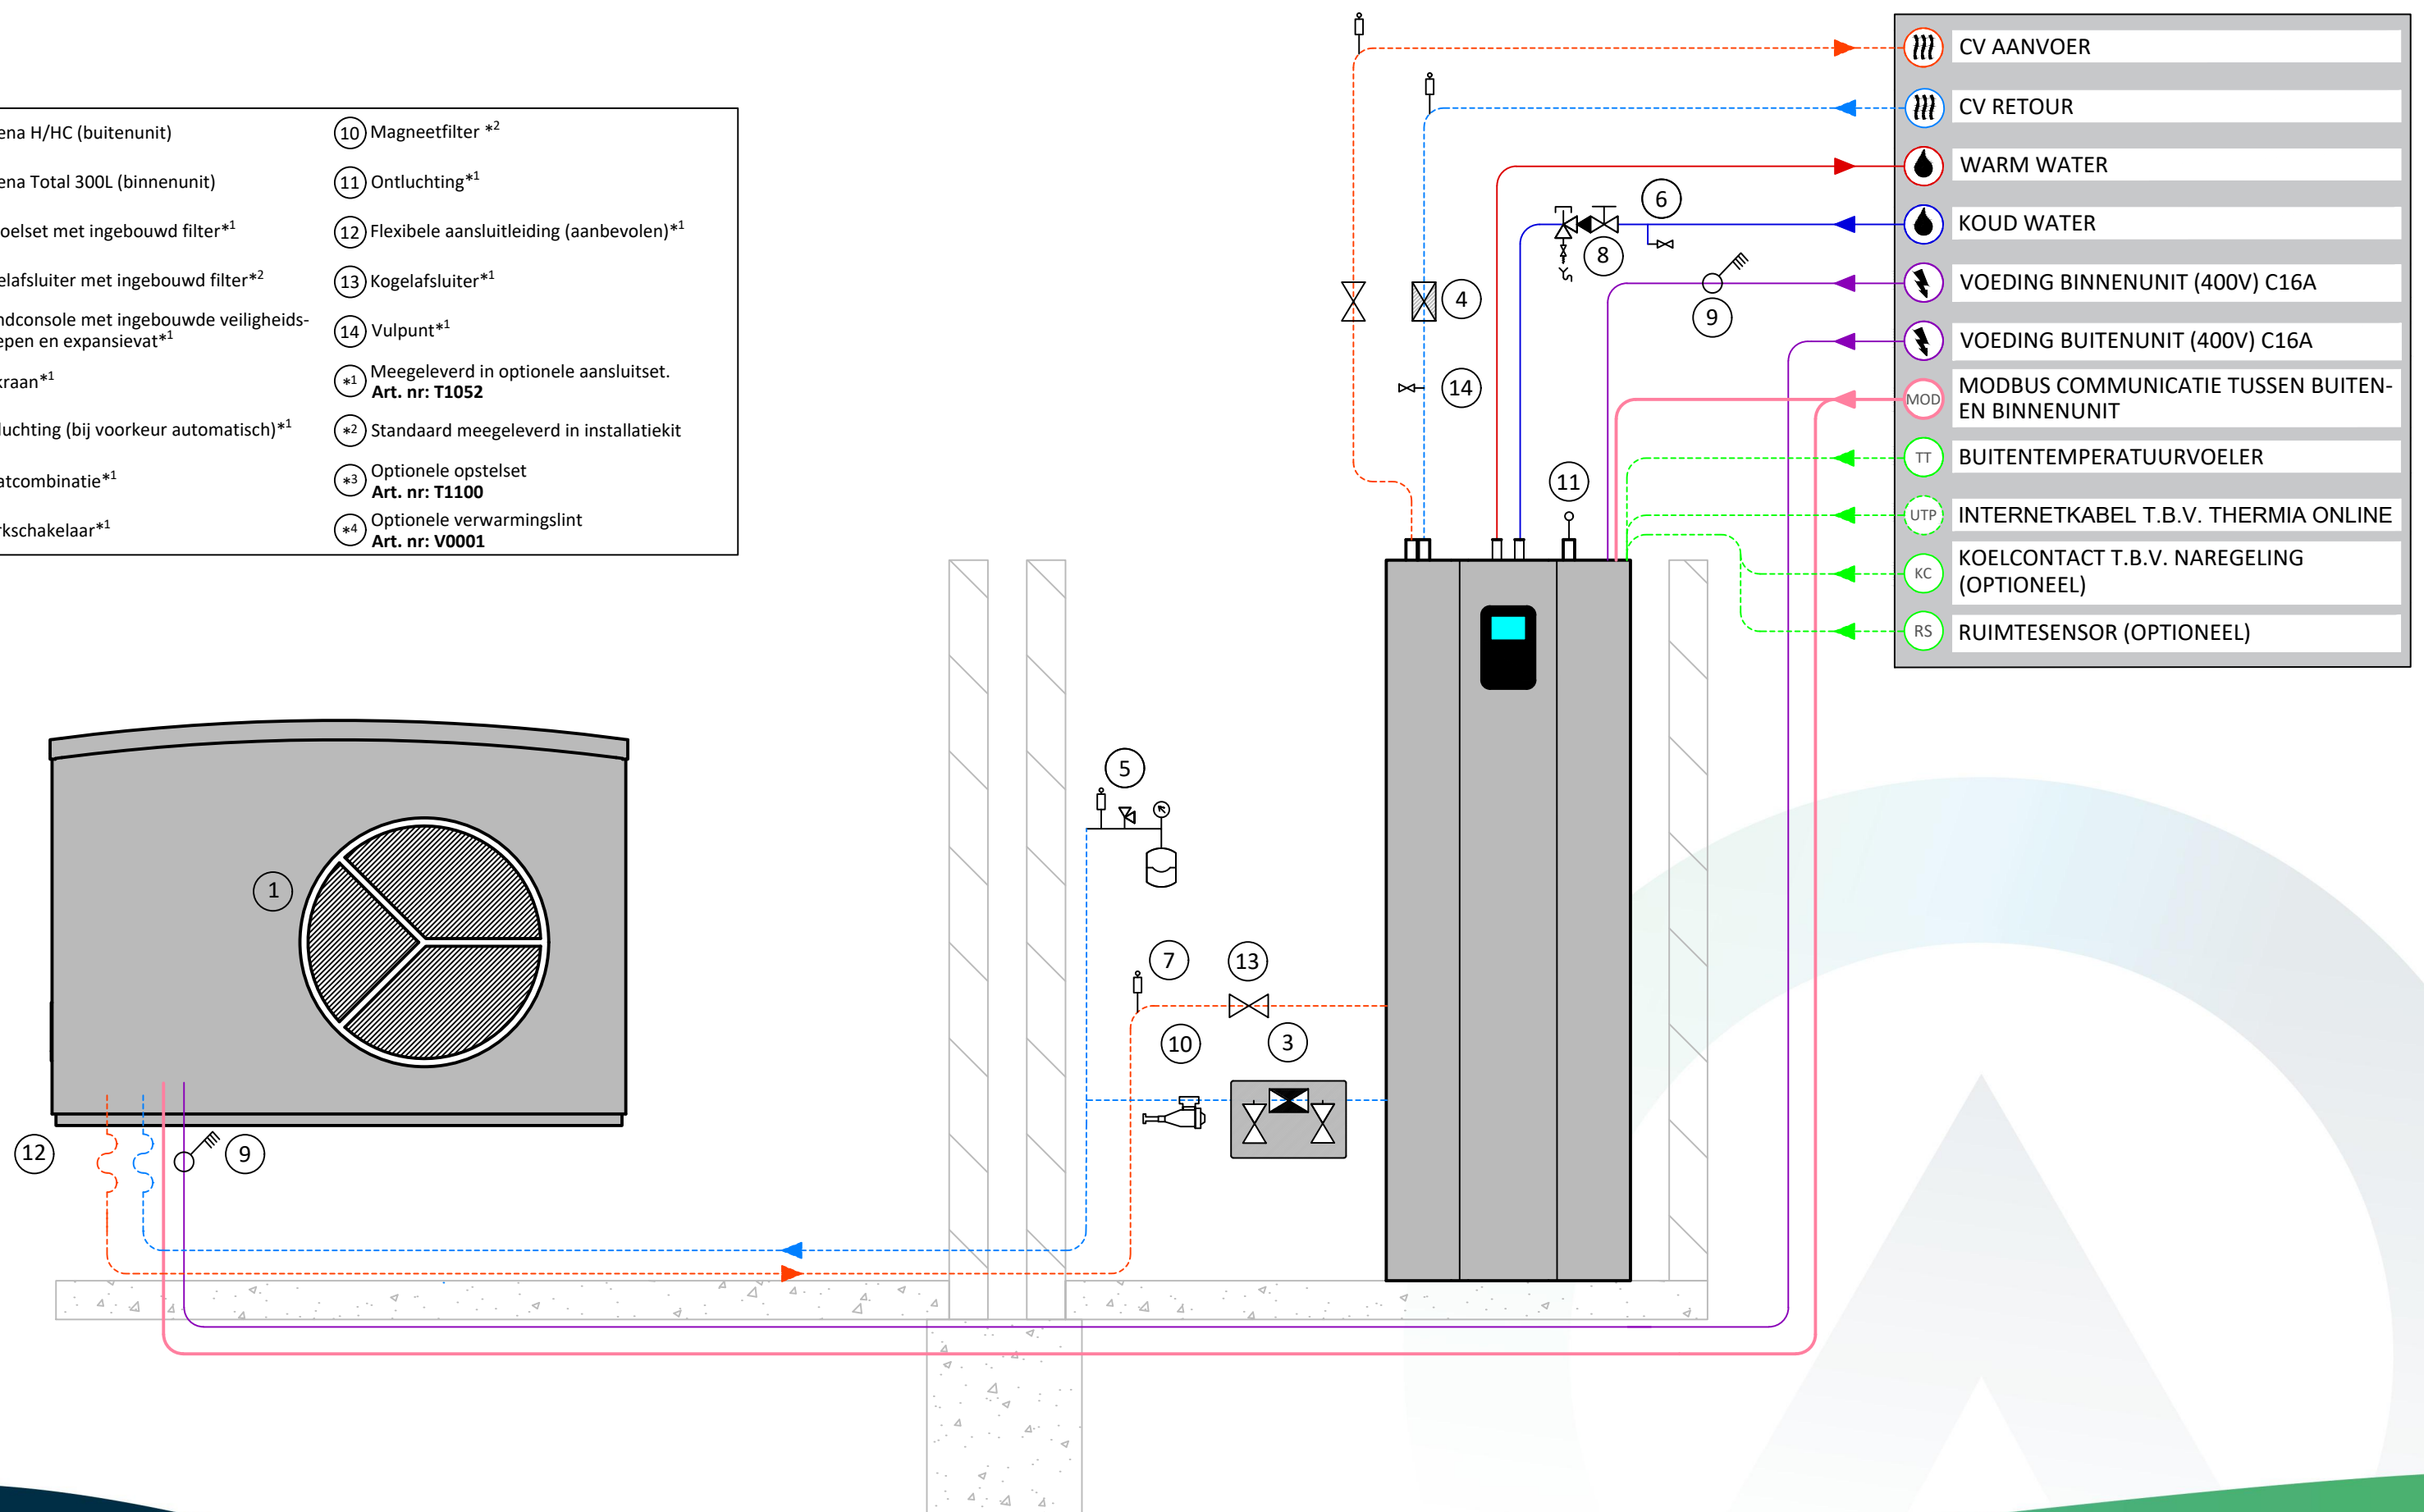 ena H/HC (buitenunit)
ena Total 300L (binnenunit)
oelset met ingebouwd filter*1
elafsluiter met ingebouwd filter*2
ndconsole met ingebouwde veiligheids-
epen en expansievat*1
kraan*1
luchting (bij voorkeur automatisch)*1
atcombinatie*1
rkschakelaar*1
10 Magneetfilter *2
11 Ontluchting*1
12 Flexibele aansluitleiding (aanbevolen)*1
13 Kogelafsluiter*1
14 Vulpunt*1
*1 Meegeleverd in optionele aansluitset.
Art. nr: T1052
*2 Standaard meegeleverd in installatiekit
*3 Optionele opstelset
Art. nr: T1100
*4 Optionele verwarmingslint
Art. nr: V0001
CV AANVOER
CV RETOUR
WARM WATER
KOUD WATER
VOEDING BINNENUNIT (400V) C16A
VOEDING BUITENUNIT (400V) C16A
MOD MODBUS COMMUNICATIE TUSSEN BUITEN-
EN BINNENUNIT
TT BUITENTEMPERATUURVOELER
UTP INTERNETKABEL T.B.V. THERMIA ONLINE
KC KOELCONTACT T.B.V. NAREGELING
(OPTIONEEL)
RS RUIMTESENSOR (OPTIONEEL)
6
8
4
9
14
11
5
1
7
13
10
3
12
9